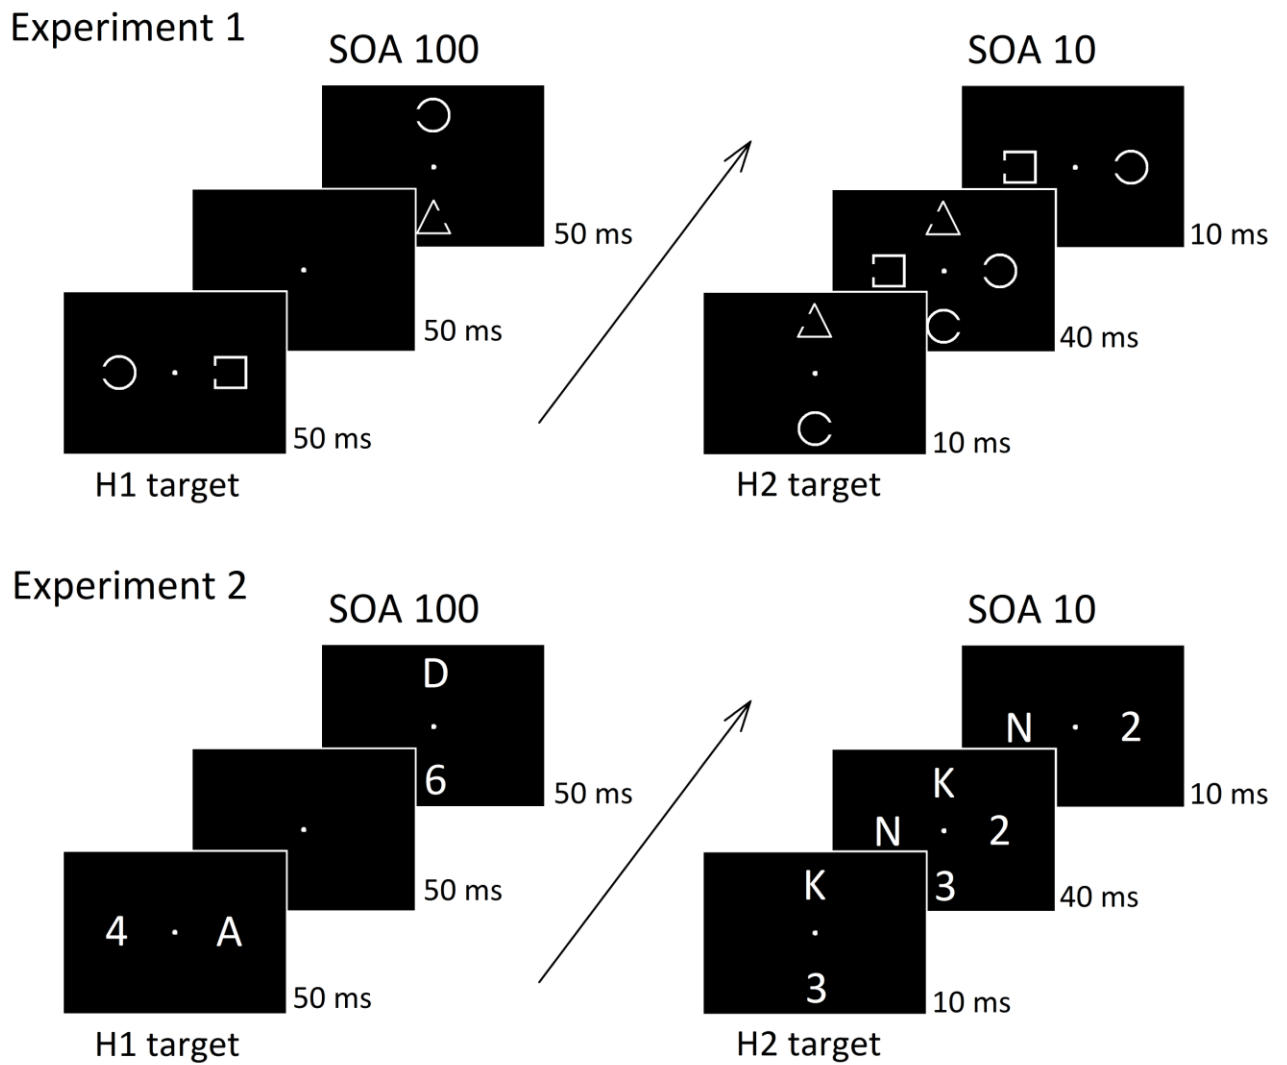 Experiment 1
SOA 100
SOA 10
50 ms
10 ms
50 ms
40 ms
50 ms
10 ms
H1 target
H2 target
Experiment 2
SOA 100
SOA 10
D
6
50 ms
N 2
10 ms
50 ms
K
N 2
3
40 ms
4 A
50 ms
K
3
10 ms
H1 target
H2 target